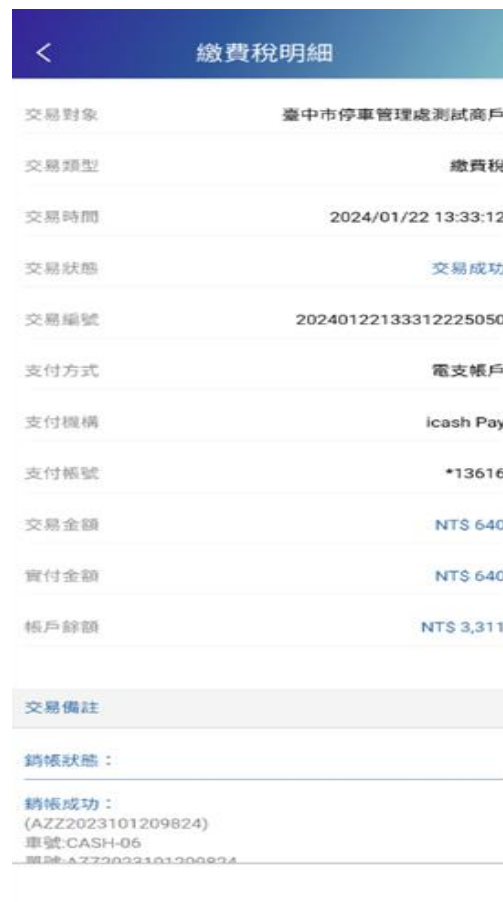 繳費稅明細
交易對象 臺中市停車管理處測試商戶
交易類型 繳費稅
交易時間 2024/01/22 13:33:12
交易狀態 交易成功
交易編號 20240122133312225050
支付方式 電支帳戶
支付機構 icash Pay
支付帳號 *13616
交易金額 NT$ 640
實付金額 NT$ 640
帳戶餘額 NT$ 3,311
交易備註
銷帳狀態：
銷帳成功：
(AZZ2023101209824)
車號:CASH-06
單號:AZZ2023101209824